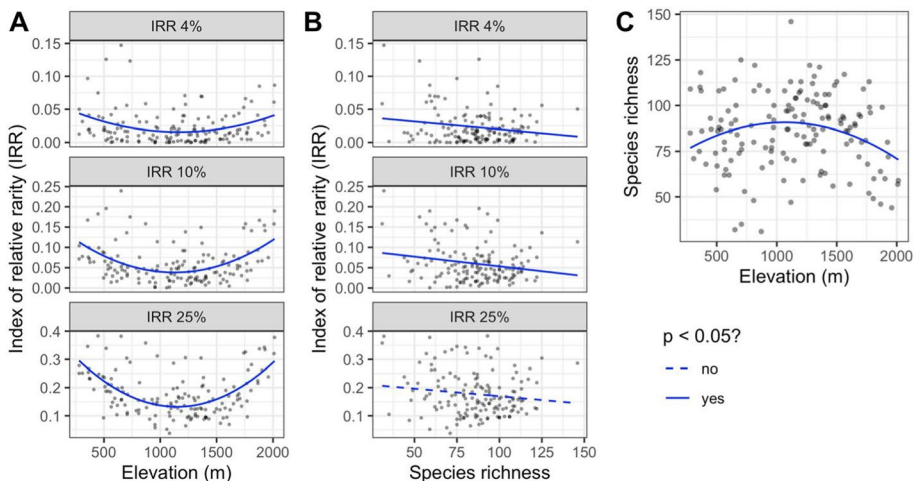 A
B
C
IRR 4%
0.15
0.10
0.05
0.00
IRR 10%
0.25
0.20
0.15
0.10
0.05
0.00
IRR 25%
0.4
0.3
0.2
0.1
500 1000 1500 2000
Elevation (m)
Index of relative rarity (IRR)
IRR 4%
0.15
0.10
0.05
0.00
IRR 10%
0.25
0.20
0.15
0.10
0.05
0.00
IRR 25%
0.4
0.3
0.2
0.1
50 75 100 125 150
Species richness
Index of relative rarity (IRR)
150
125
100
75
50
500 1000 1500 2000
Elevation (m)
Species richness
p < 0.05?
no
yes